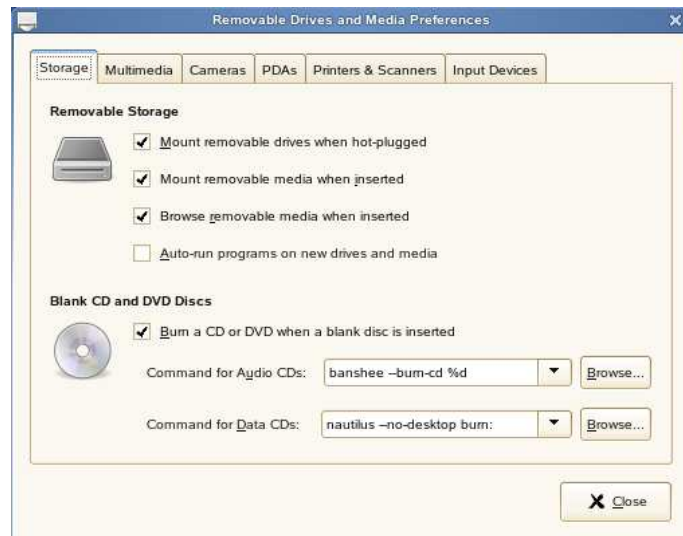 Removable Drives and Media Preferences
Storage Multimedia Cameras PDAs Printers & Scanners Input Devices
Removable Storage
Mount removable drives when hot-plugged
Mount removable media when inserted
Browse removable media when inserted
Auto-run programs on new drives and media
Blank CD and DVD Discs
Burn a CD or DVD when a blank disc is inserted
Command for Audio CDs: banshee --burn-cd %d Browse...
Command for Data CDs: nautilus --no-desktop burn: Browse...
Close